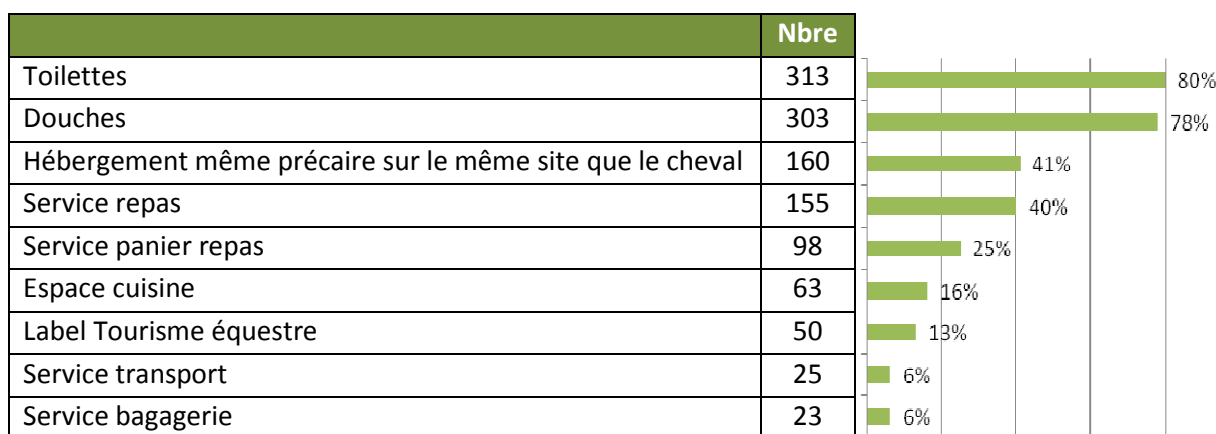 Nbre
Toilettes 313 80%
Douches 303 78%
Hébergement même précaire sur le même site que le cheval 160 41%
Service repas 155 40%
Service panier repas 98 25%
Espace cuisine 63 16%
Label Tourisme équestre 50 13%
Service transport 25 6%
Service bagagerie 23 6%